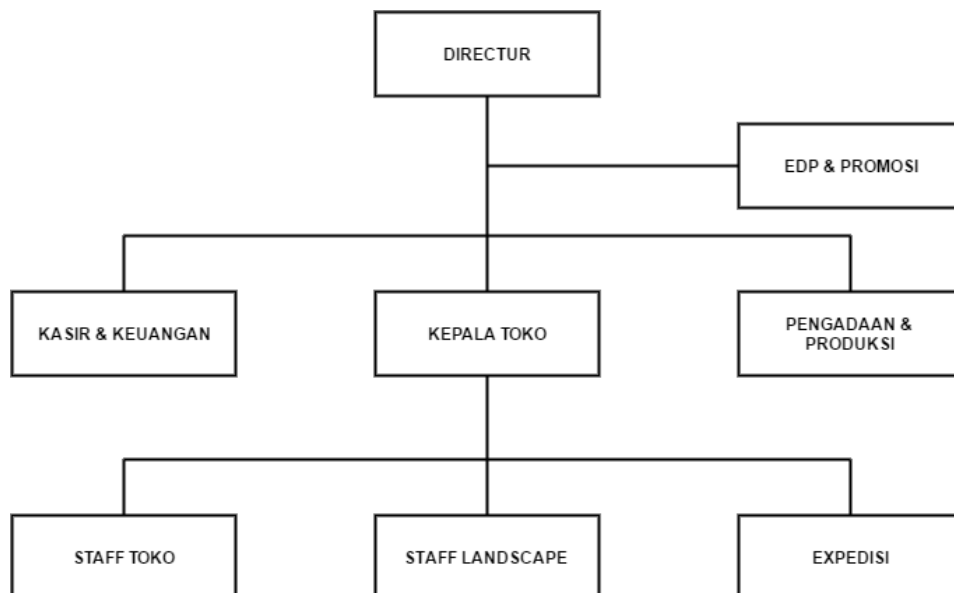 DIRECTUR
EDP & PROMOSI
KASIR & KEUANGAN
KEPALA TOKO
PENGADAAN &
PRODUKSI
STAFF TOKO
STAFF LANDSCAPE
EXPEDISI